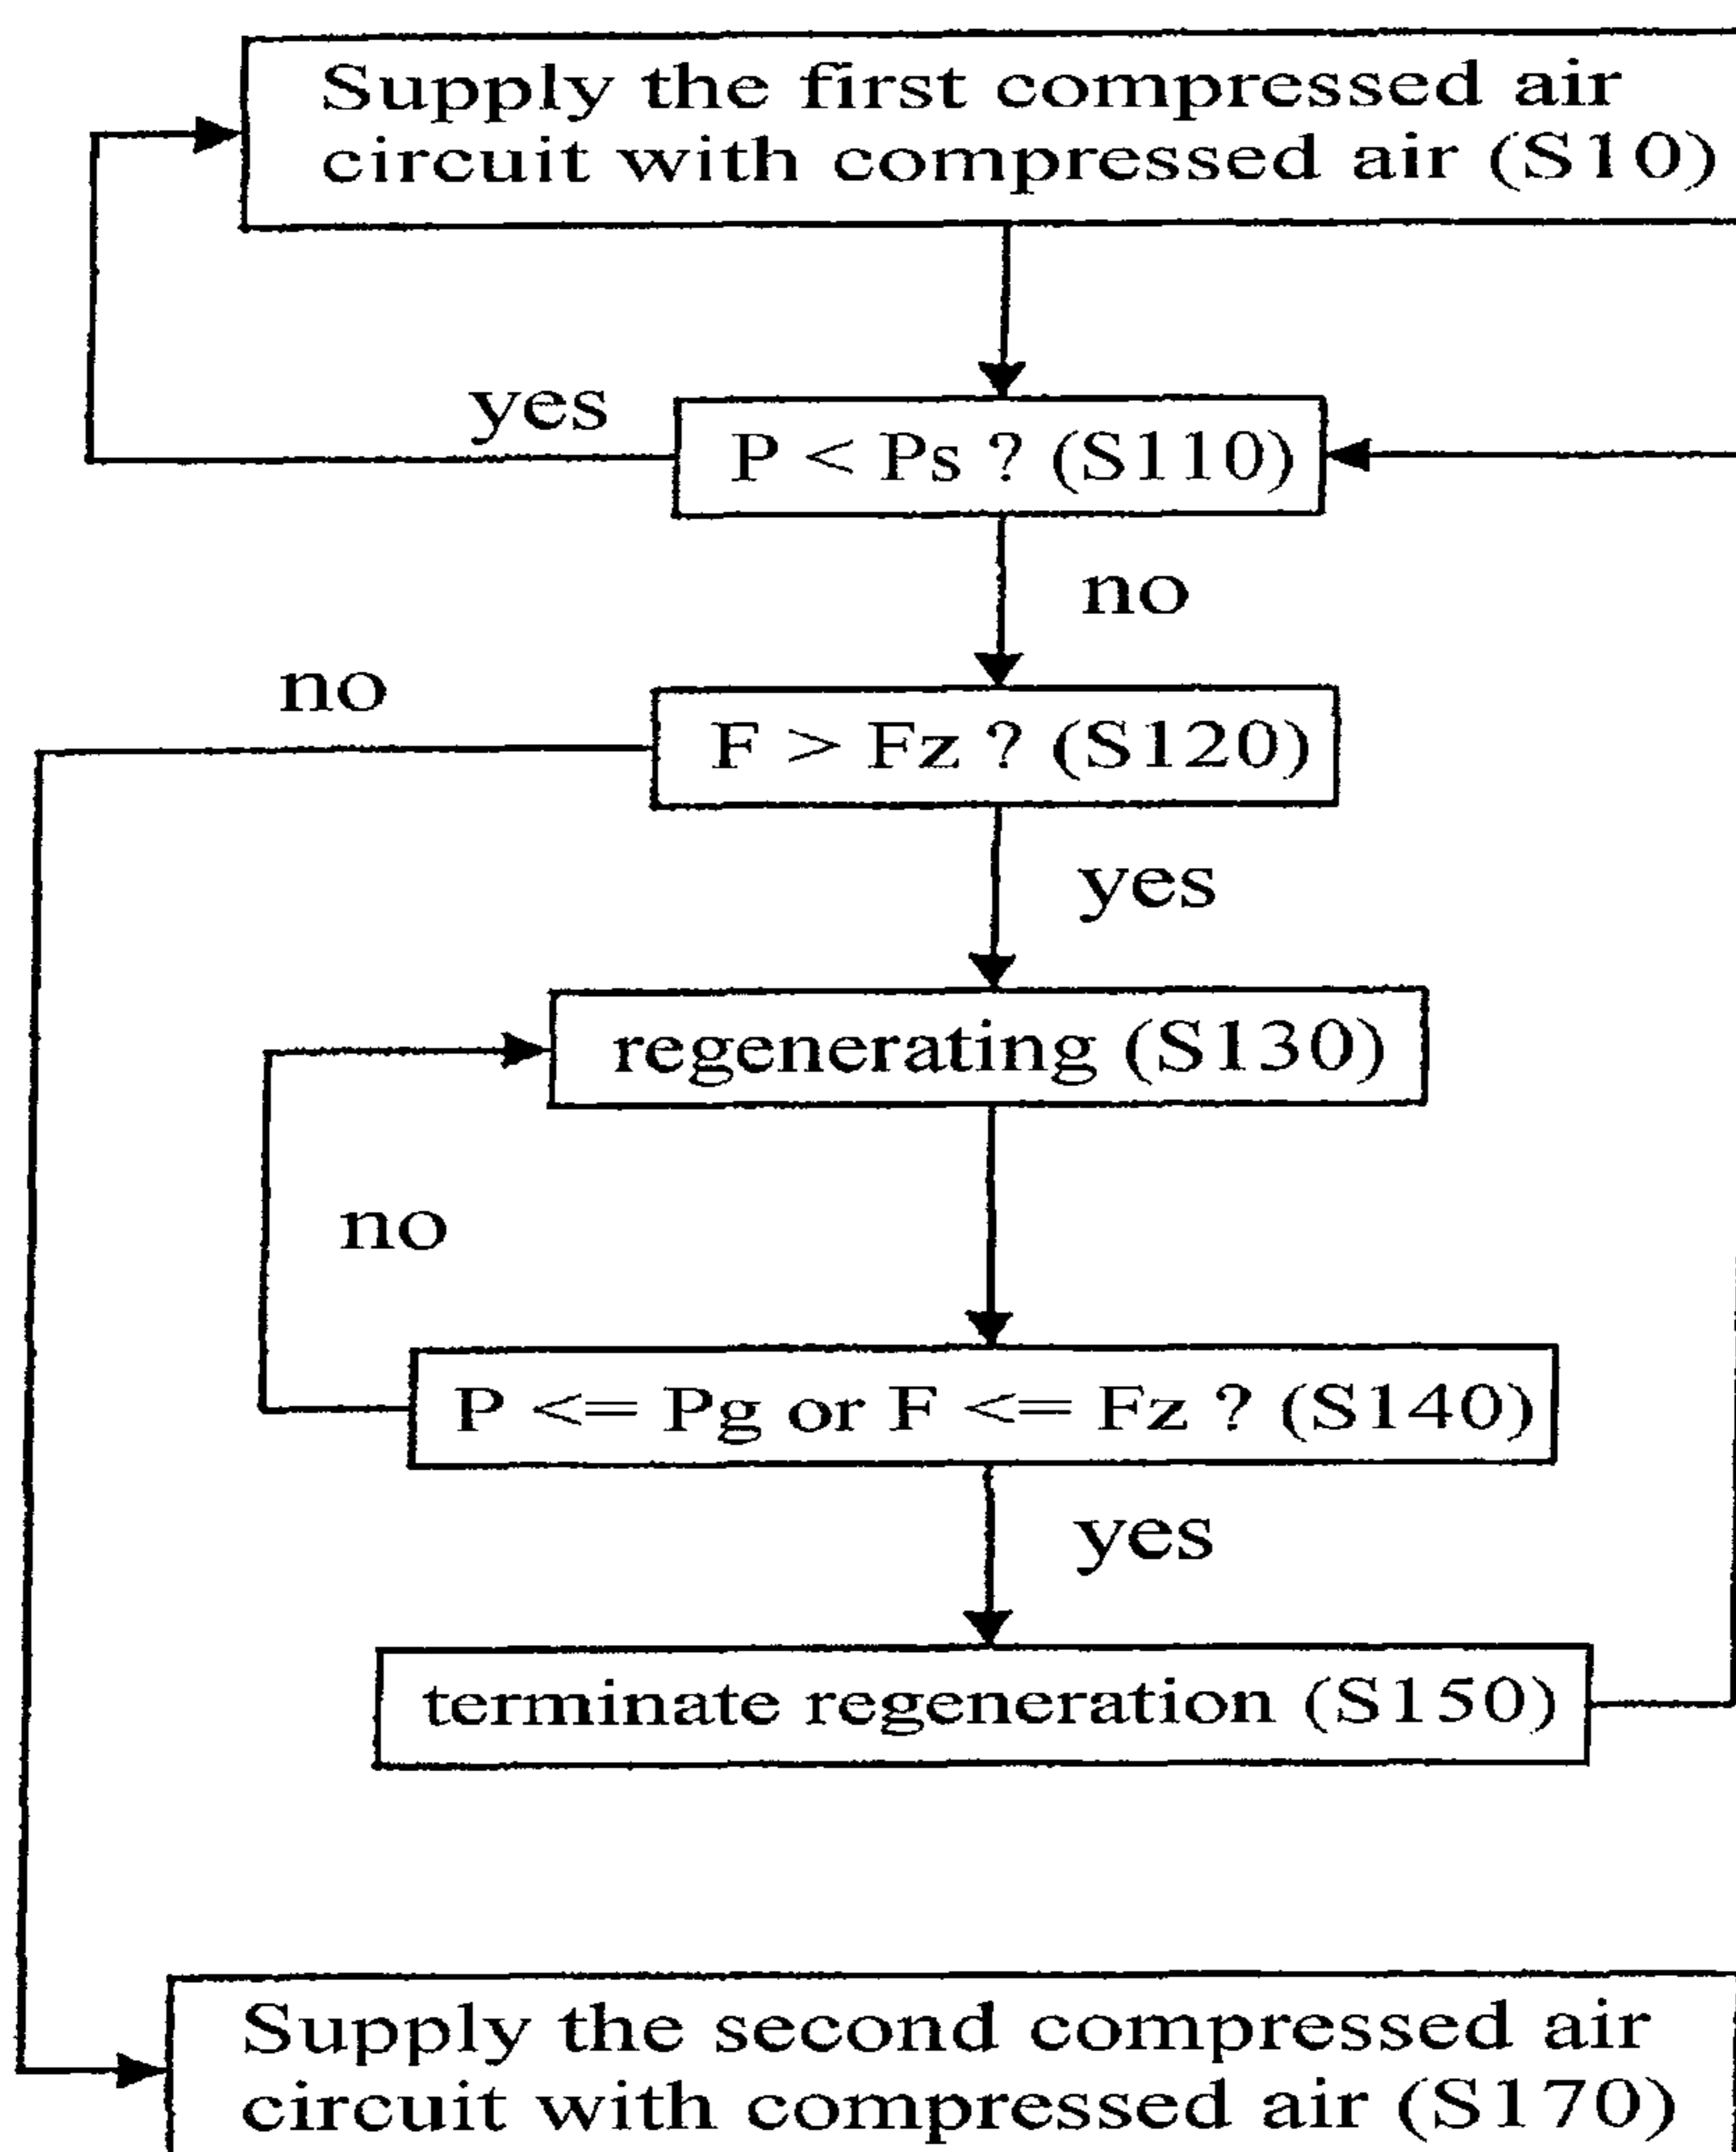 Supply the first compressed air
circuit with compressed air (S10)
yes
P < Ps ? (S110)
no
no
F > Fz ? (S120)
yes
regenerating (S130)
no
P <= Pg or F <= Fz ? (S140)
yes
terminate regeneration (S150)
Supply the second compressed air
circuit with compressed air (S170)